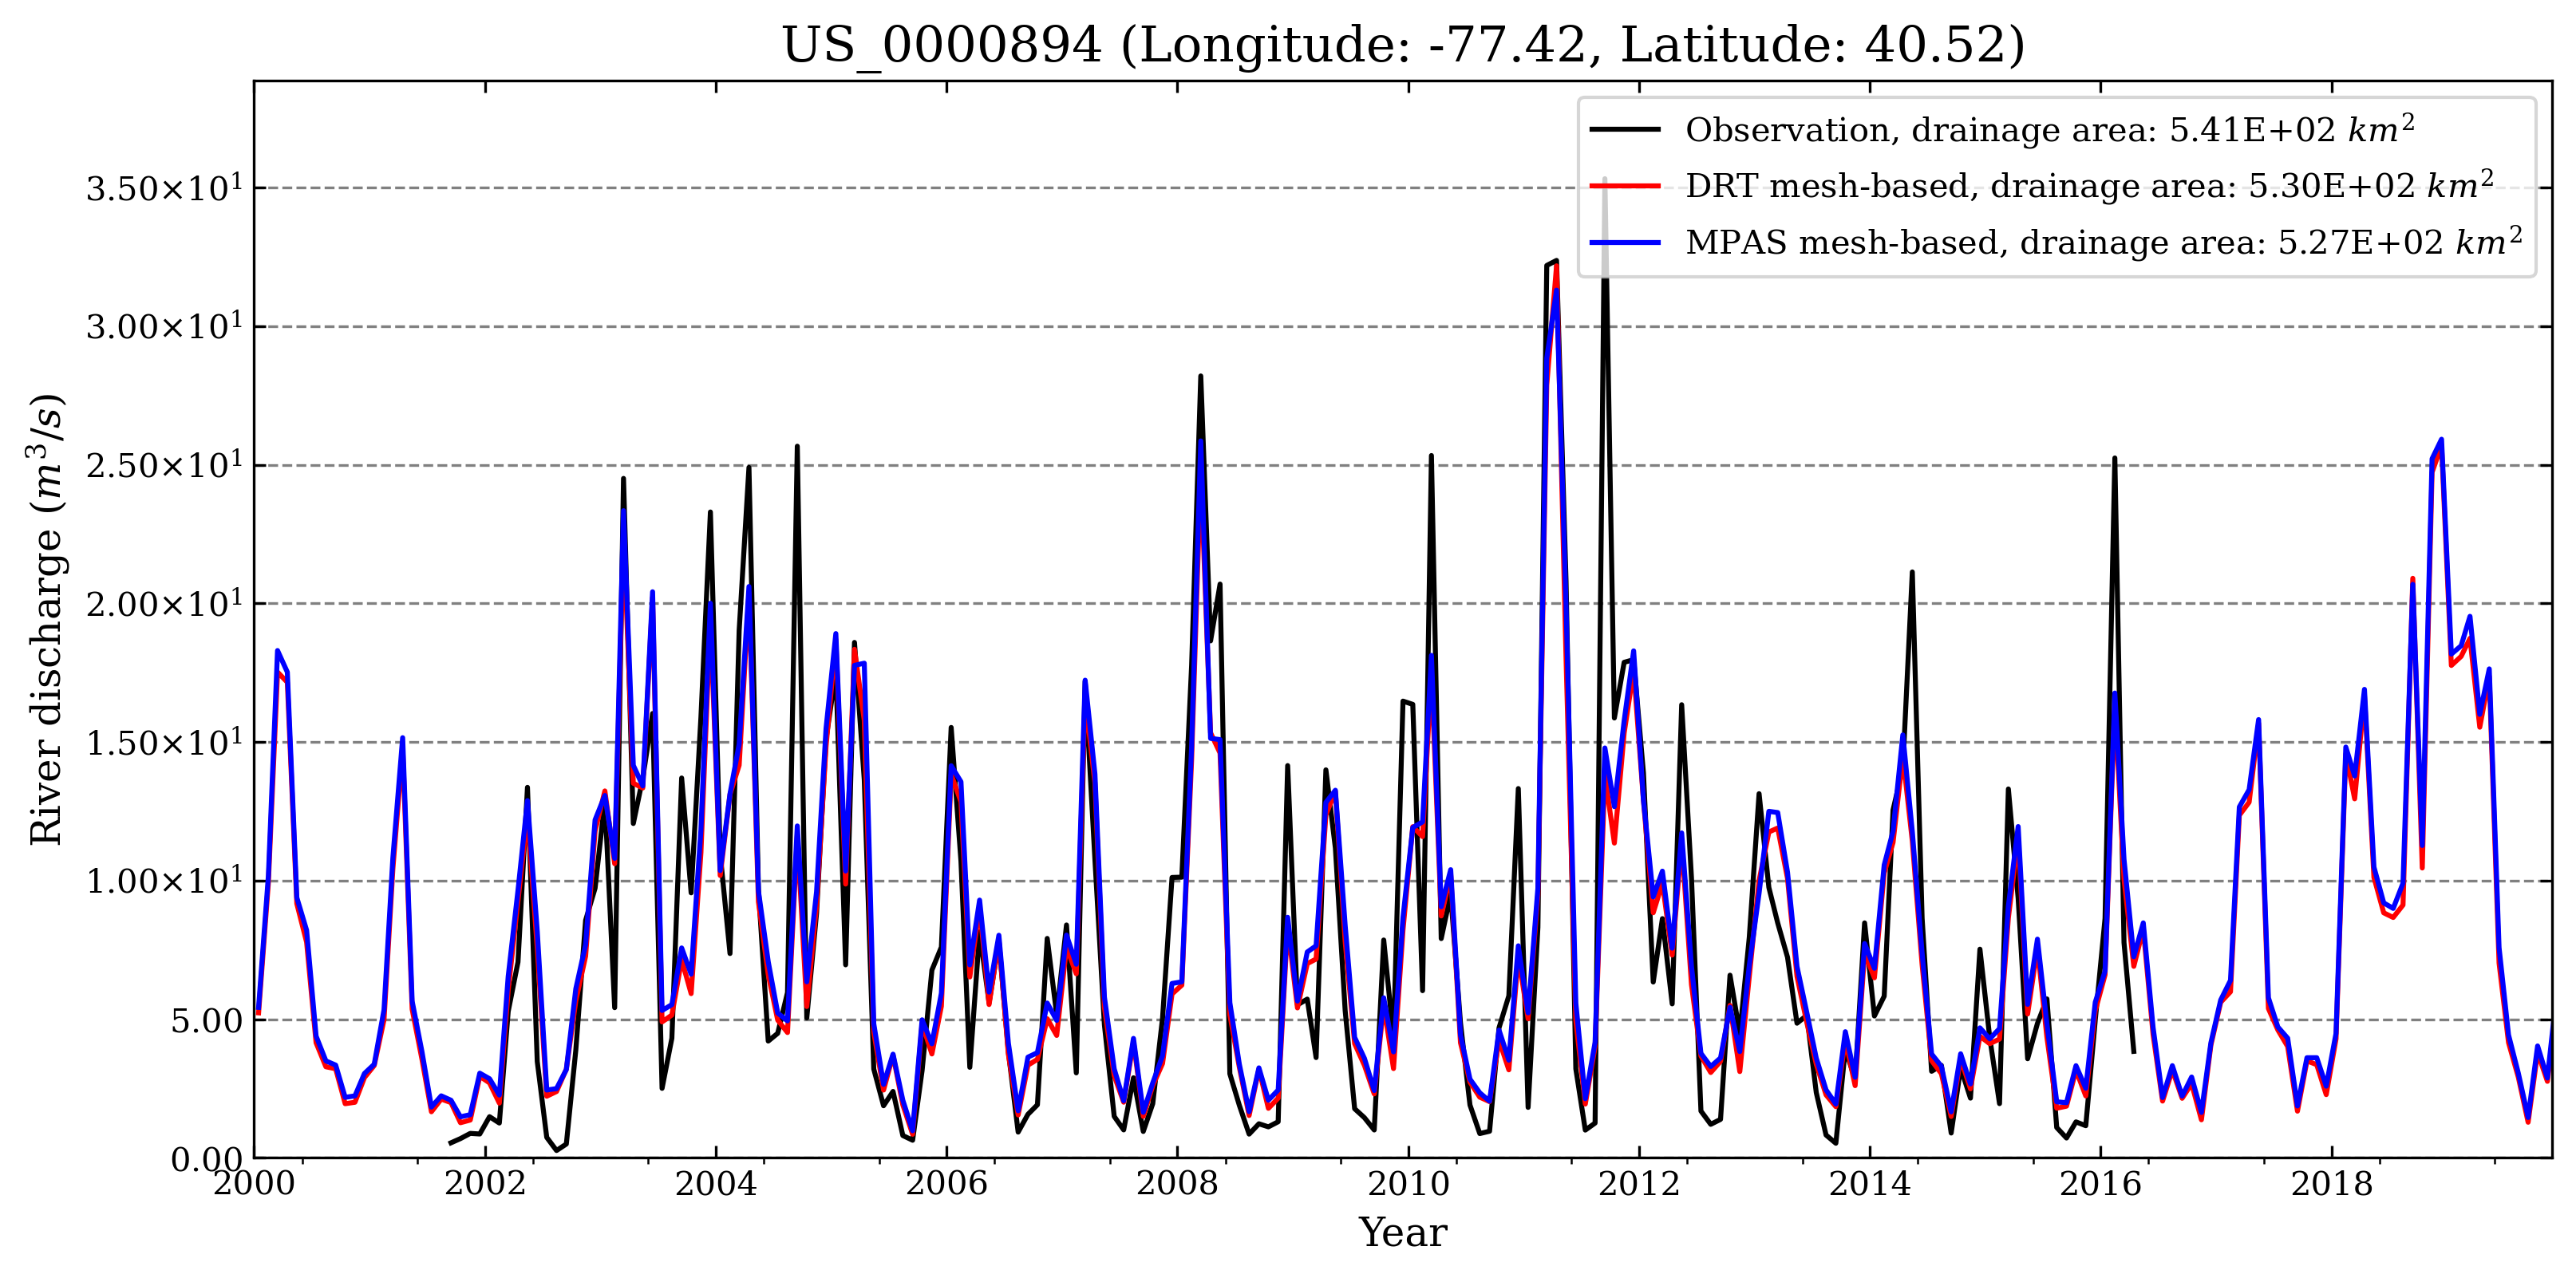 US_0000894 (Longitude: -77.42, Latitude: 40.52)
Observation, drainage area: 5.41E+02 km²
DRT mesh-based, drainage area: 5.30E+02 km²
MPAS mesh-based, drainage area: 5.27E+02 km²
River discharge (m³/s)
3.50×10¹
3.00×10¹
2.50×10¹
2.00×10¹
1.50×10¹
1.00×10¹
5.00
0.00
2000 2002 2004 2006 2008 2010 2012 2014 2016 2018
Year